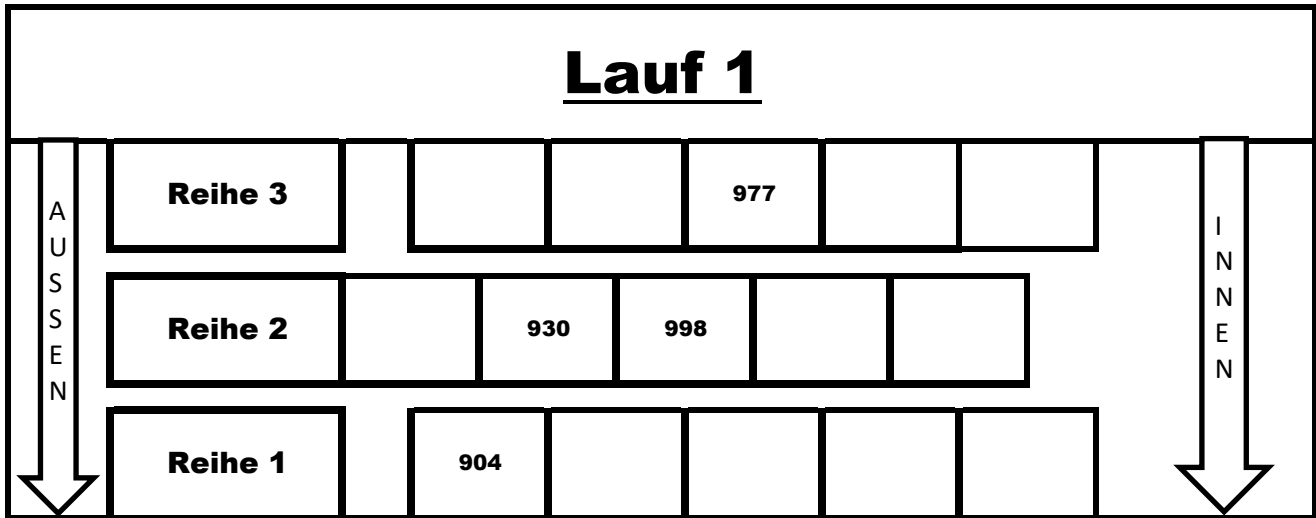 Lauf 1
Reihe 3 977
Reihe 2 930 998
Reihe 1 904
AUSSEN
INNEN